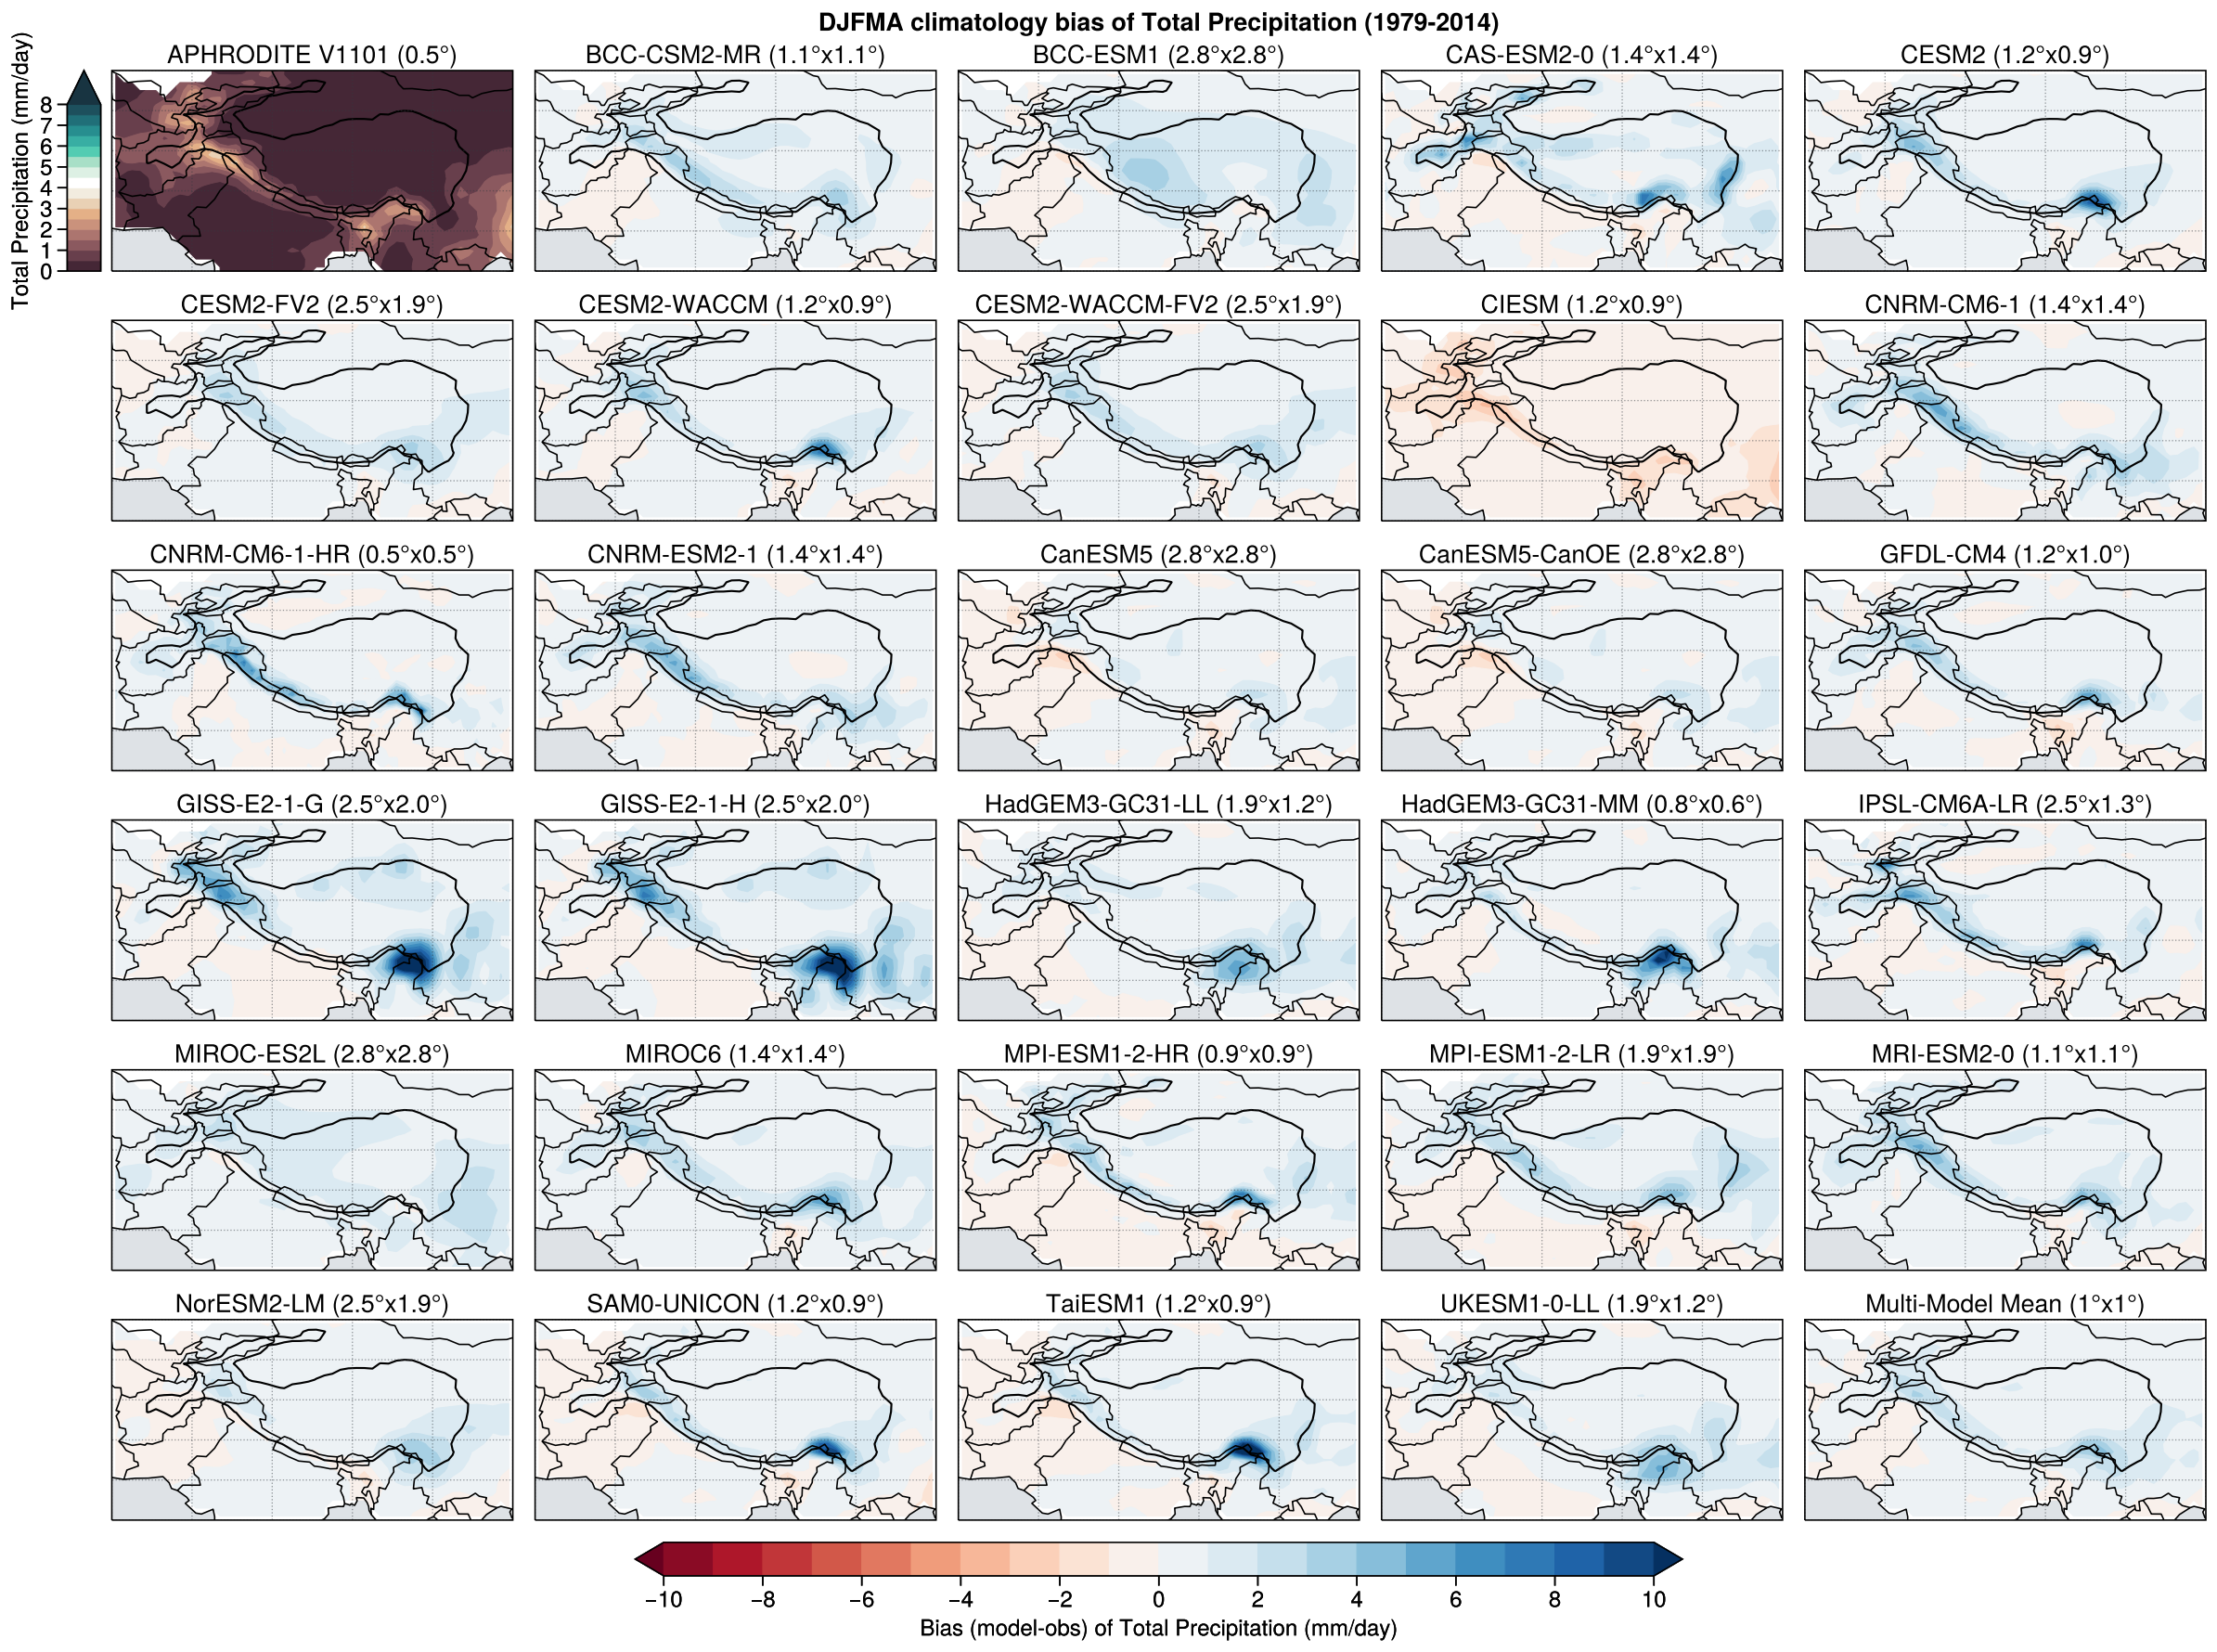 DJFMA climatology bias of Total Precipitation (1979-2014)
APHRODITE V1101 (0.5°)
BCC-CSM2-MR (1.1°x1.1°)
BCC-ESM1 (2.8°x2.8°)
CAS-ESM2-0 (1.4°x1.4°)
CESM2 (1.2°x0.9°)
Total Precipitation (mm/day)
8
7
6
5
4
3
2
1
0
CESM2-FV2 (2.5°x1.9°)
CESM2-WACCM (1.2°x0.9°)
CESM2-WACCM-FV2 (2.5°x1.9°)
CIESM (1.2°x0.9°)
CNRM-CM6-1 (1.4°x1.4°)
CNRM-CM6-1-HR (0.5°x0.5°)
CNRM-ESM2-1 (1.4°x1.4°)
CanESM5 (2.8°x2.8°)
CanESM5-CanOE (2.8°x2.8°)
GFDL-CM4 (1.2°x1.0°)
GISS-E2-1-G (2.5°x2.0°)
GISS-E2-1-H (2.5°x2.0°)
HadGEM3-GC31-LL (1.9°x1.2°)
HadGEM3-GC31-MM (0.8°x0.6°)
IPSL-CM6A-LR (2.5°x1.3°)
MIROC-ES2L (2.8°x2.8°)
MIROC6 (1.4°x1.4°)
MPI-ESM1-2-HR (0.9°x0.9°)
MPI-ESM1-2-LR (1.9°x1.9°)
MRI-ESM2-0 (1.1°x1.1°)
NorESM2-LM (2.5°x1.9°)
SAM0-UNICON (1.2°x0.9°)
TaiESM1 (1.2°x0.9°)
UKESM1-0-LL (1.9°x1.2°)
Multi-Model Mean (1°x1°)
−10 −8 −6 −4 −2 0 2 4 6 8 10
Bias (model-obs) of Total Precipitation (mm/day)